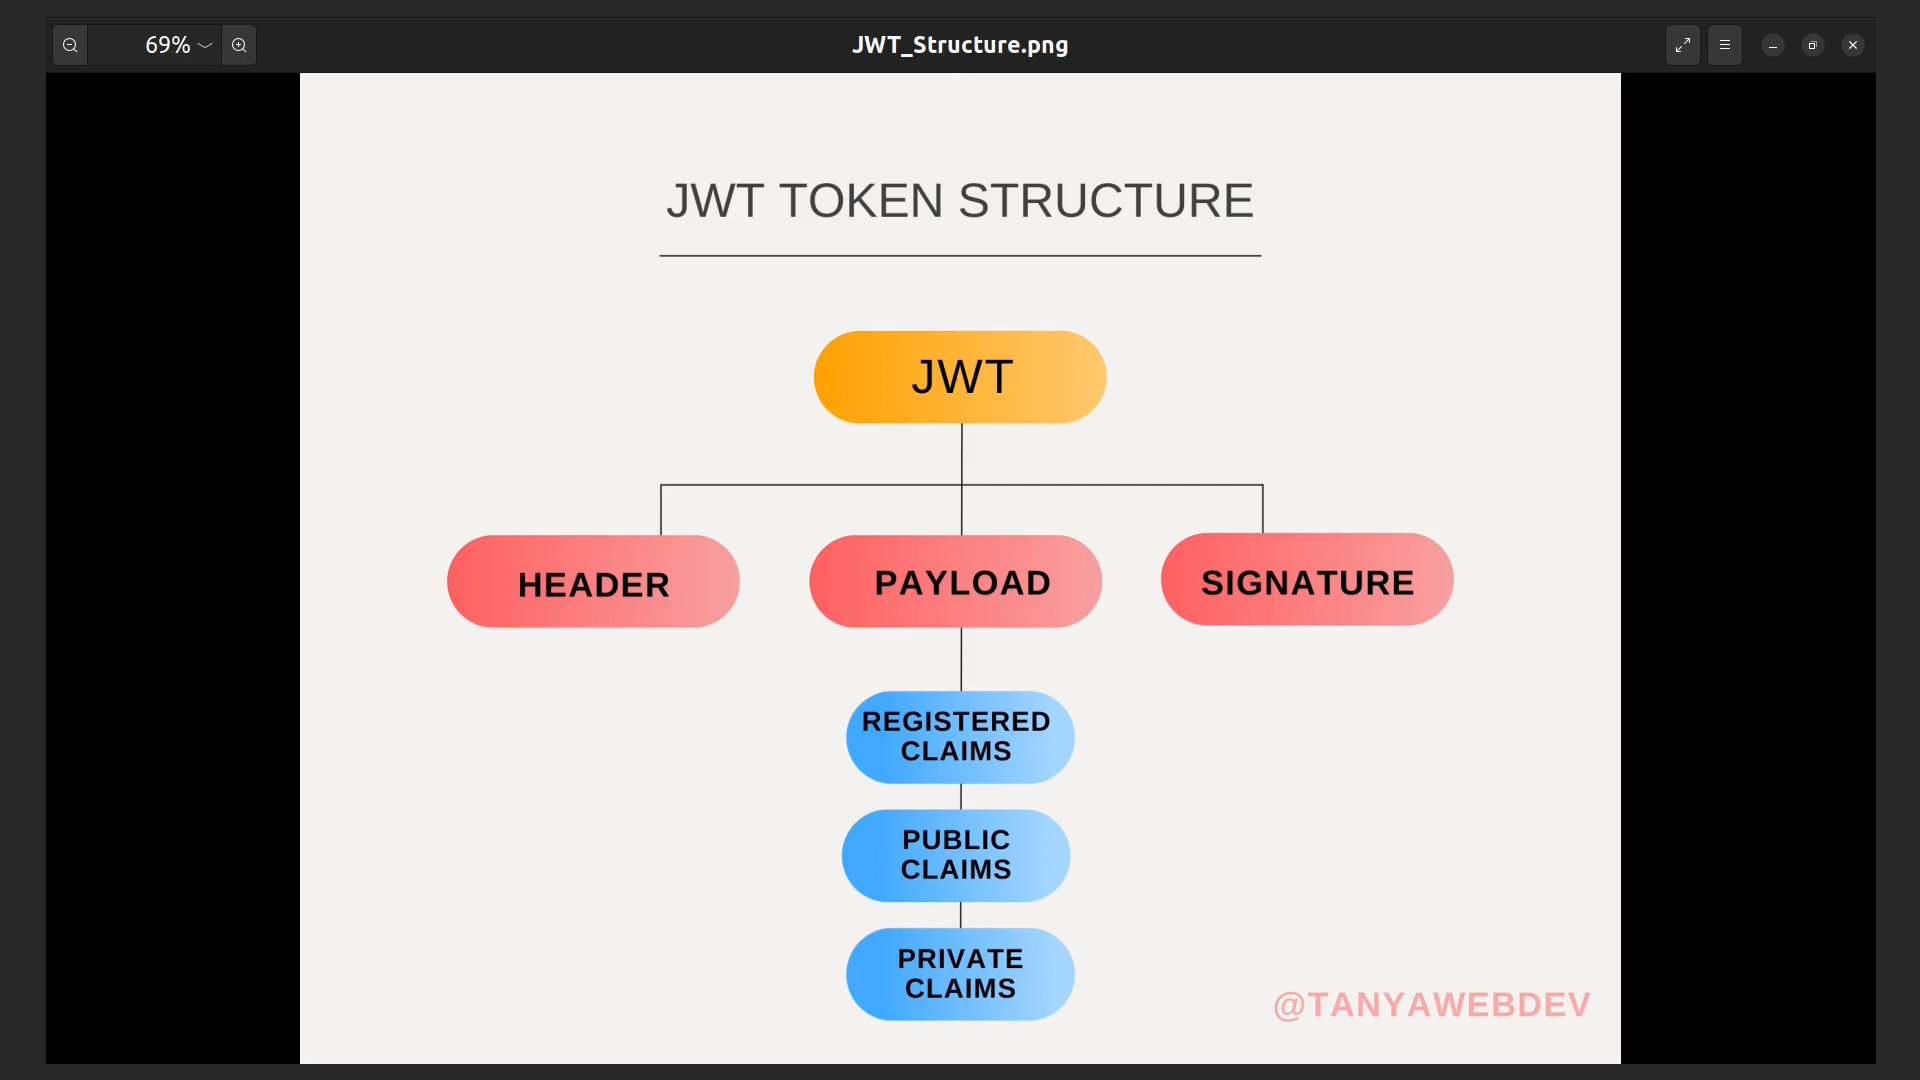 69%
JWT_Structure.png
JWT TOKEN STRUCTURE
JWT
HEADER
PAYLOAD
SIGNATURE
REGISTERED
CLAIMS
PUBLIC
CLAIMS
PRIVATE
CLAIMS
@TANYAWEBDEV